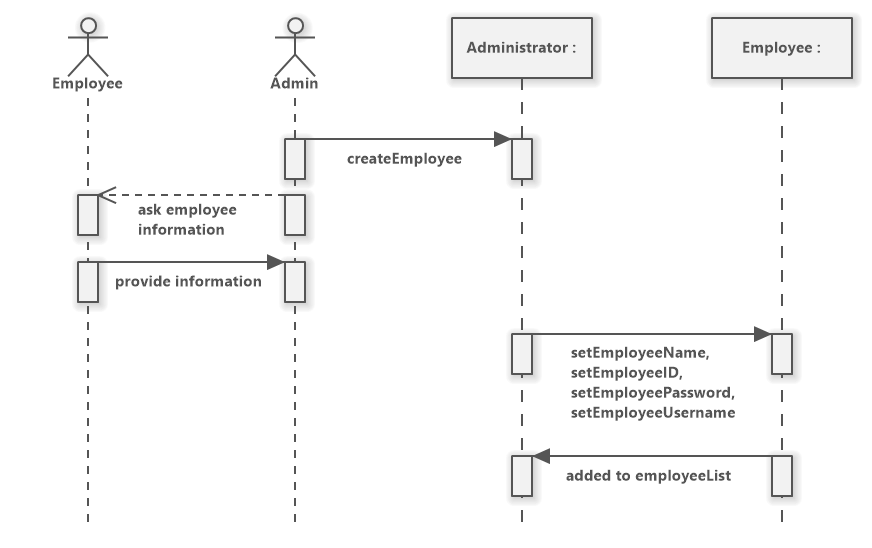 Employee
Admin
Administrator :
Employee :
createEmployee
ask employee
information
provide information
setEmployeeName,
setEmployeeID,
setEmployeePassword,
setEmployeeUsername
added to employeeList